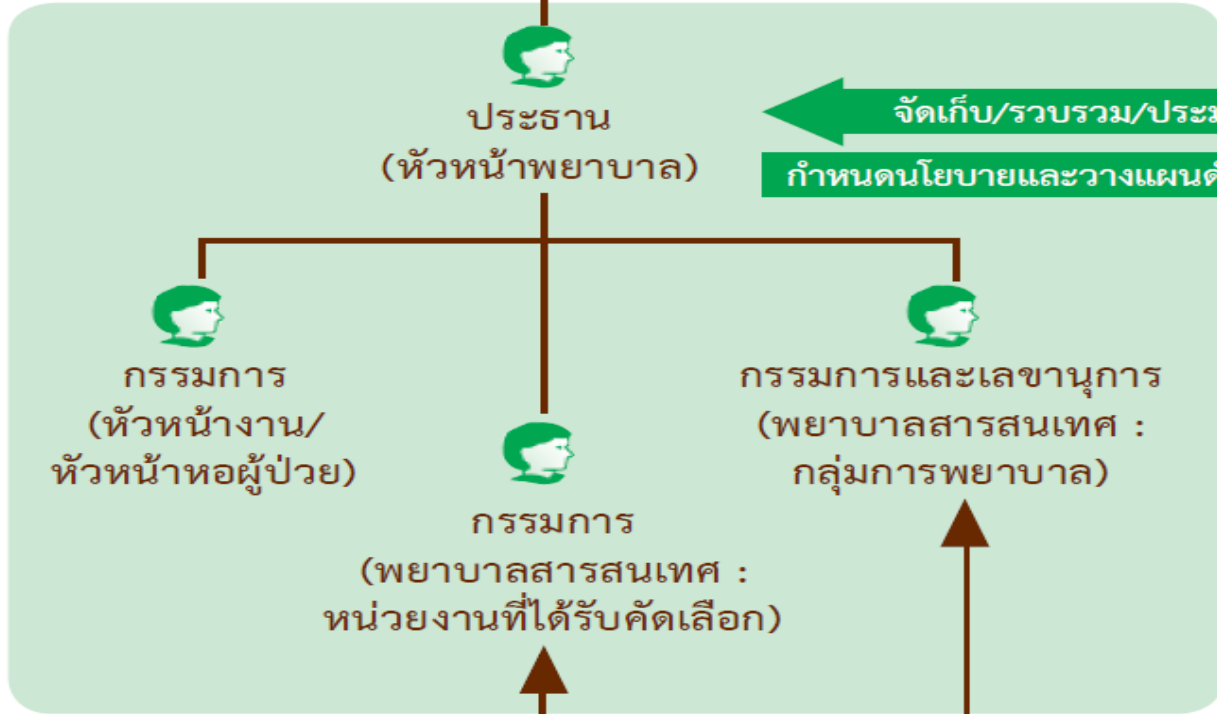 ประธาน
(หัวหน้าพยาบาล)
จัดเก็บ/รวบรวม/ประม
กำหนดนโยบายและวางแผนด
กรรมการ
(หัวหน้างาน/
หัวหน้าหอผู้ป่วย)
กรรมการ
(พยาบาลสารสนเทศ :
หน่วยงานที่ได้รับคัดเลือก)
กรรมการและเลขานุการ
(พยาบาลสารสนเทศ :
กลุ่มการพยาบาล)